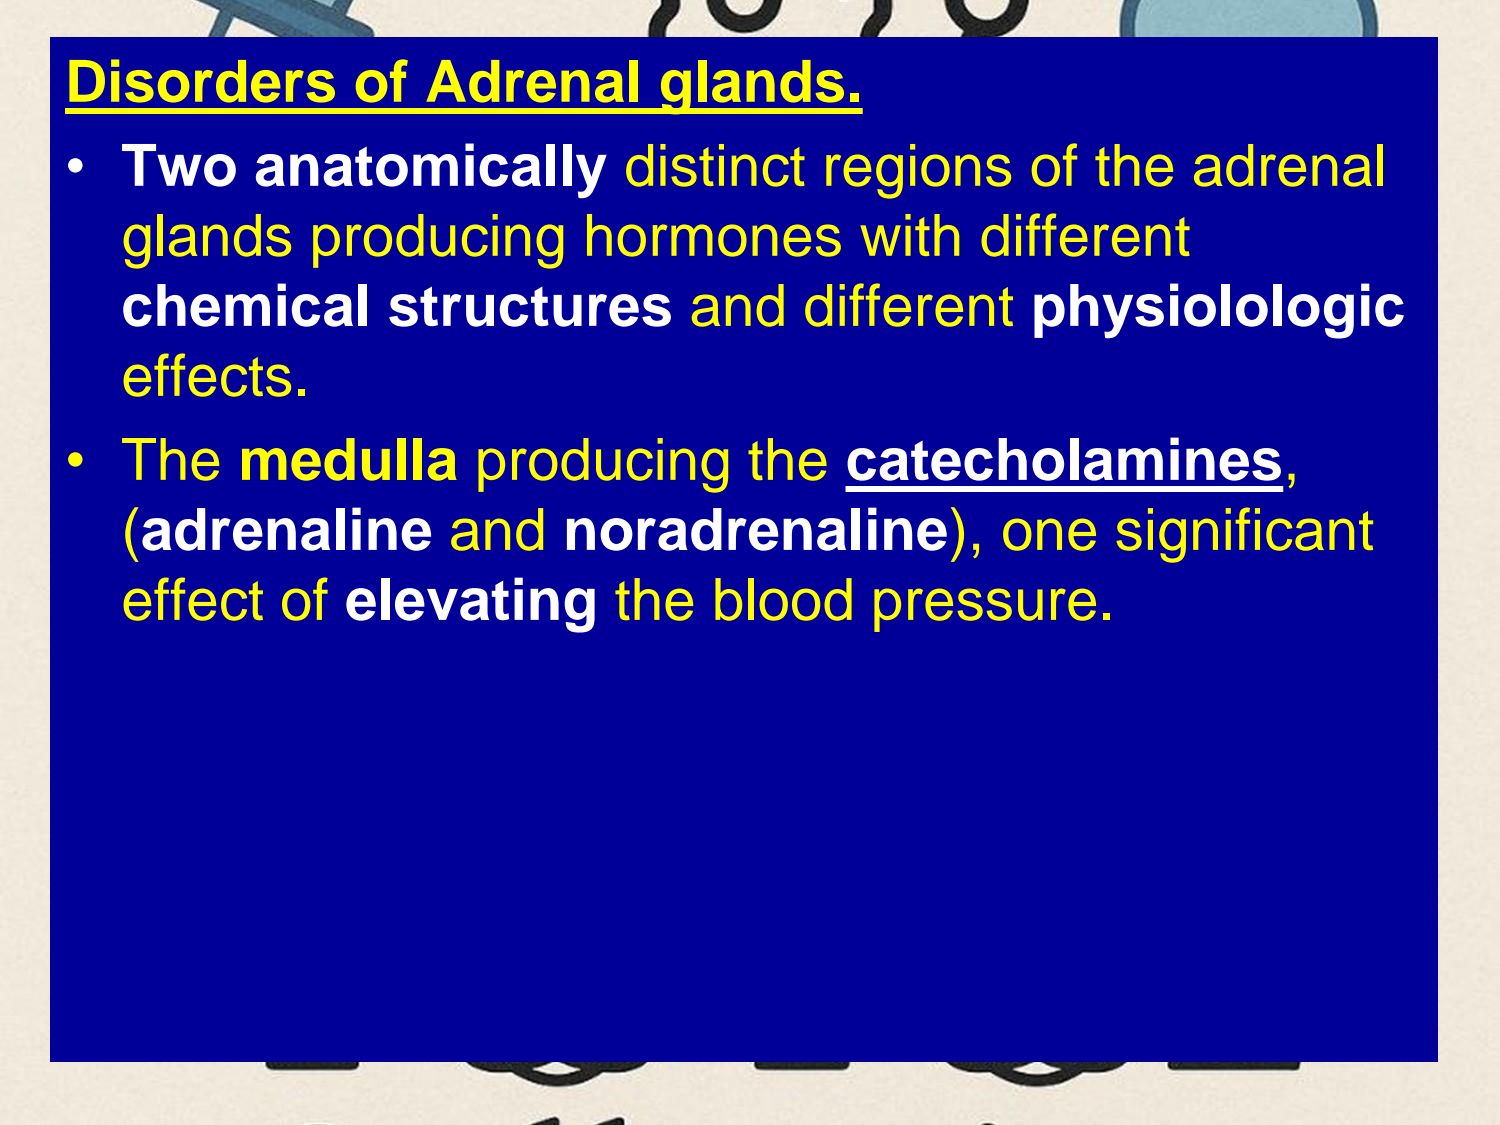 Disorders of Adrenal glands.
• Two anatomically distinct regions of the adrenal
glands producing hormones with different
chemical structures and different physiolologic
effects.
• The medulla producing the catecholamines,
(adrenaline and noradrenaline), one significant
effect of elevating the blood pressure.